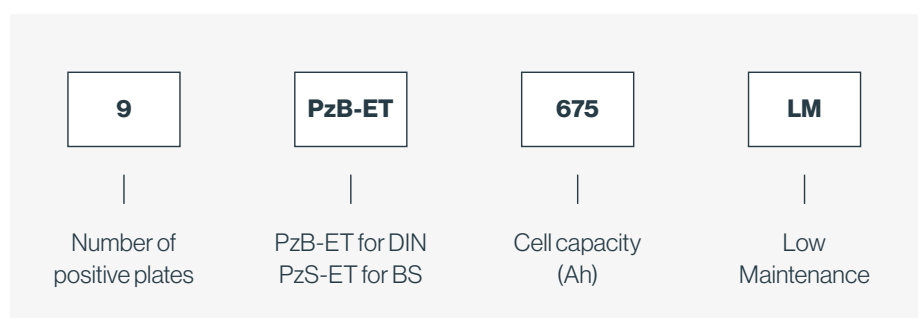 9
PzB-ET
675
LM
Number of
positive plates
PzB-ET for DIN
PzS-ET for BS
Cell capacity
(Ah)
Low
Maintenance